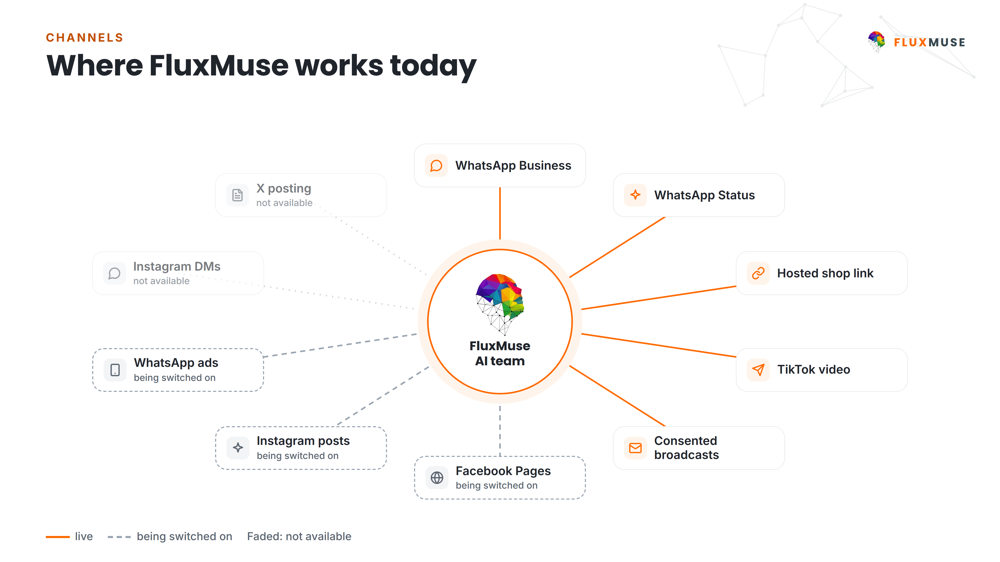 CHANNELS
Where FluxMuse works today
FLUXMUSE
WhatsApp Business
X posting
not available
WhatsApp Status
Instagram DMs
not available
Hosted shop link
FluxMuse
AI team
WhatsApp ads
being switched on
TikTok video
Instagram posts
being switched on
Consented
broadcasts
Facebook Pages
being switched on
live
being switched on
Faded: not available